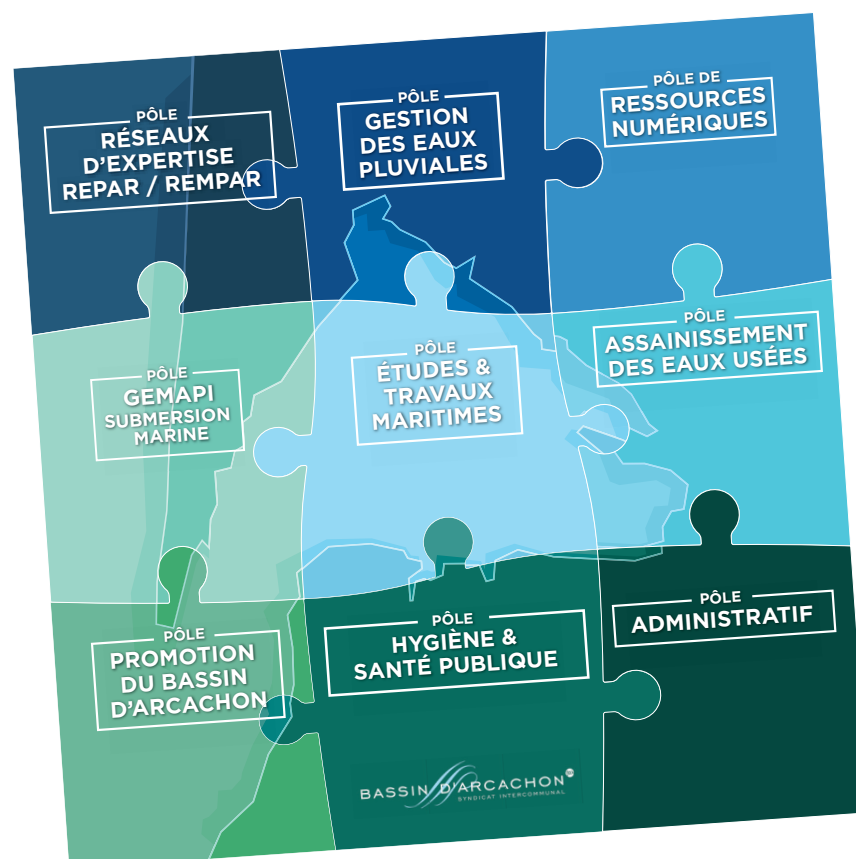 PÔLE
RÉSEAUX
D'EXPERTISE
REPAR / REMPAR
PÔLE
GESTION
DES EAUX
PLUVIALES
PÔLE DE
RESSOURCES
NUMÉRIQUES
PÔLE
GEMAPI
SUBMERSION
MARINE
PÔLE
ÉTUDES &
TRAVAUX
MARITIMES
PÔLE
ASSAINISSEMENT
DES EAUX USÉES
PÔLE
PROMOTION
DU BASSIN
D'ARCACHON
PÔLE
HYGIÈNE &
SANTÉ PUBLIQUE
PÔLE
ADMINISTRATIF
BASSIN D'ARCACHON
SYNDICAT INTERCOMMUNAL